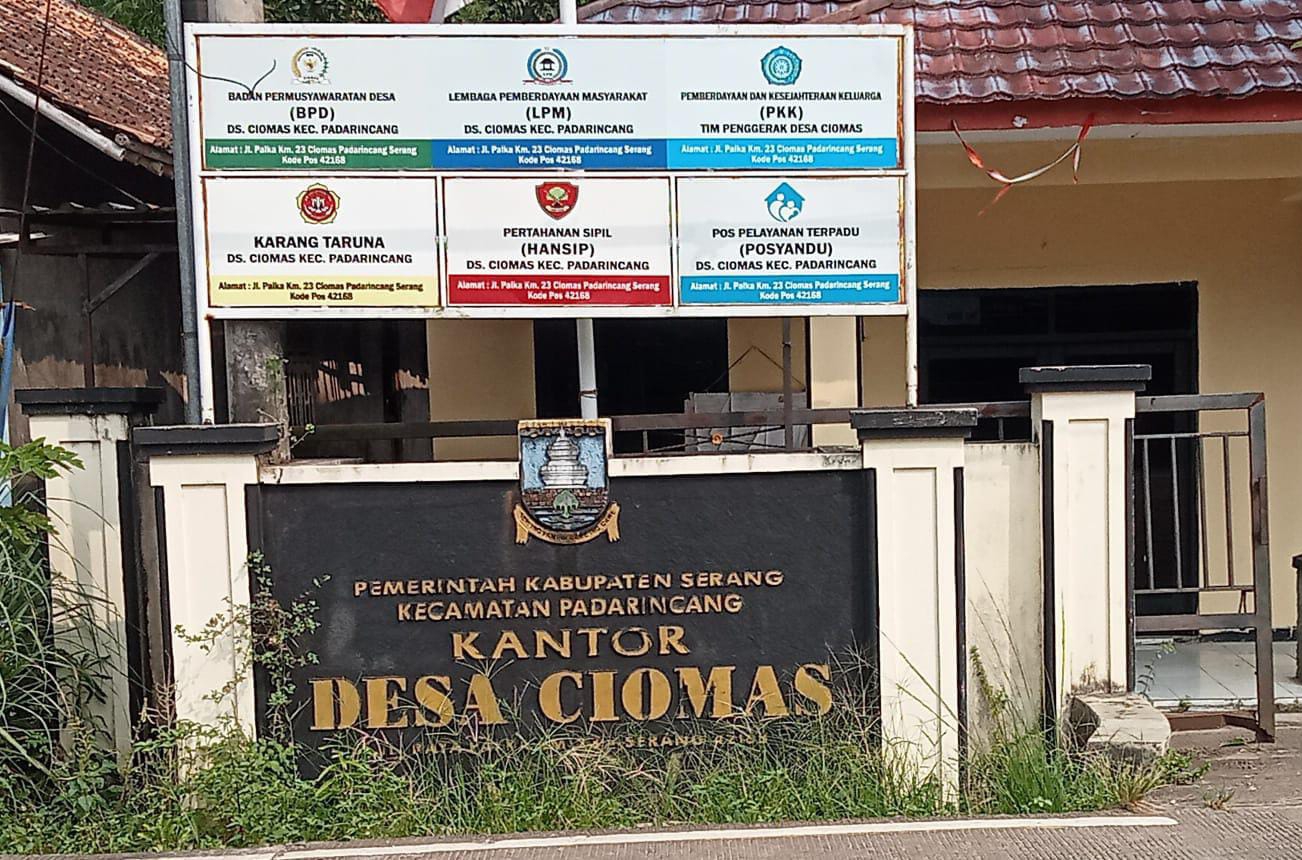 BADAN PERMUSYAWARATAN DESA
(BPD)
DS. CIOMAS KEC. PADARINCANG
Alamat : Jl. Palka Km. 23 Ciomas Padarincang Serang
Kode Pos 42168
LEMBAGA PEMBERDAYAAN MASYARAKAT
(LPM)
DS. CIOMAS KEC. PADARINCANG
Alamat : Jl. Palka Km. 23 Ciomas Padarincang Serang
Kode Pos 42168
PEMBERDAYAAN DAN KESEJAHTERAAN KELUARGA
(PKK)
TIM PENGGERAK DESA CIOMAS
Alamat : Jl. Palka Km. 23 Ciomas Padarincang Serang
Kode Pos 42168
KARANG TARUNA
DS. CIOMAS KEC. PADARINCANG
Alamat : Jl. Palka Km. 23 Ciomas Padarincang Serang
Kode Pos 42168
PERTAHANAN SIPIL
(HANSIP)
DS. CIOMAS KEC. PADARINCANG
Alamat : Jl. Palka Km. 23 Ciomas Padarincang Serang
Kode Pos 42168
POS PELAYANAN TERPADU
(POSYANDU)
DS. CIOMAS KEC. PADARINCANG
Alamat : Jl. Palka Km. 23 Ciomas Padarincang Serang
Kode Pos 42168
PEMERINTAH KABUPATEN SERANG
KECAMATAN PADARINCANG
KANTOR
DESA CIOMAS
SERANG